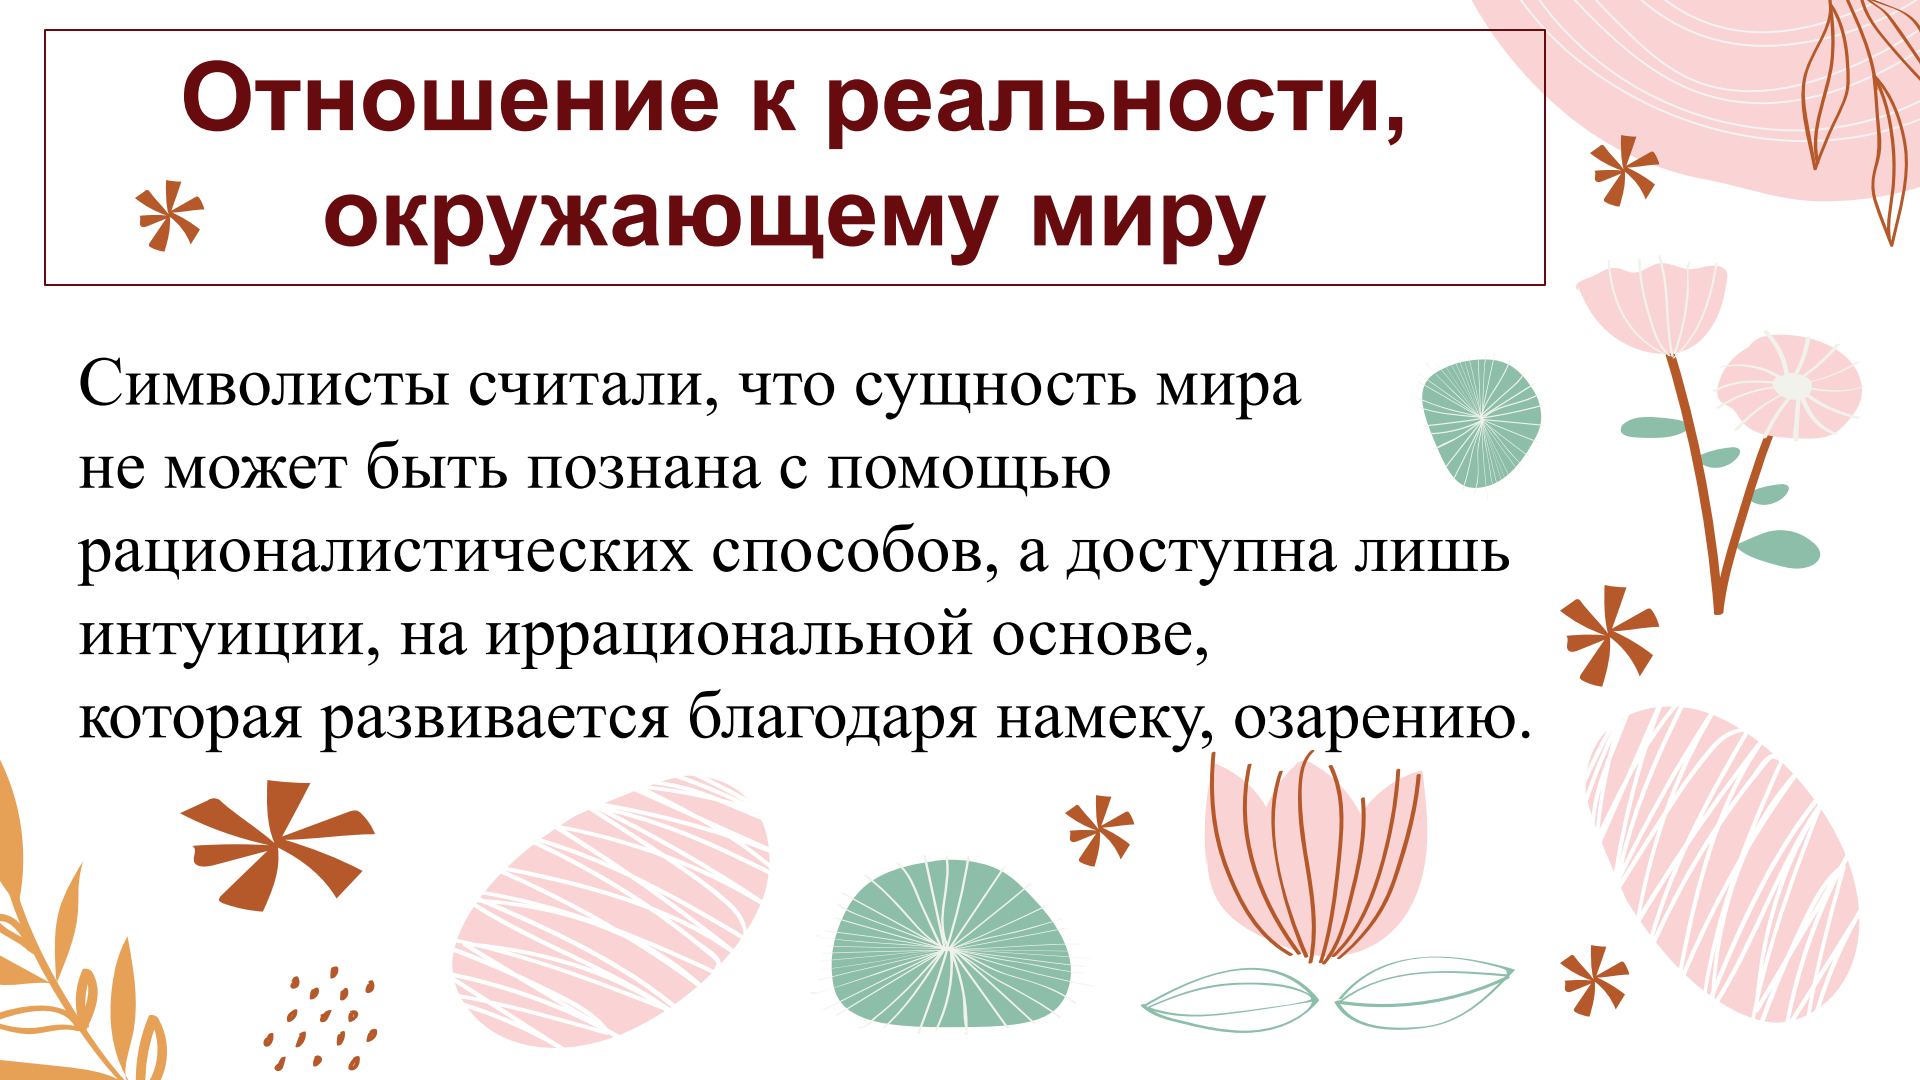 Отношение к реальности,
окружающему миру
Символисты считали, что сущность мира
не может быть познана с помощью
рационалистических способов, а доступна лишь
интуиции, на иррациональной основе,
которая развивается благодаря намеку, озарению.